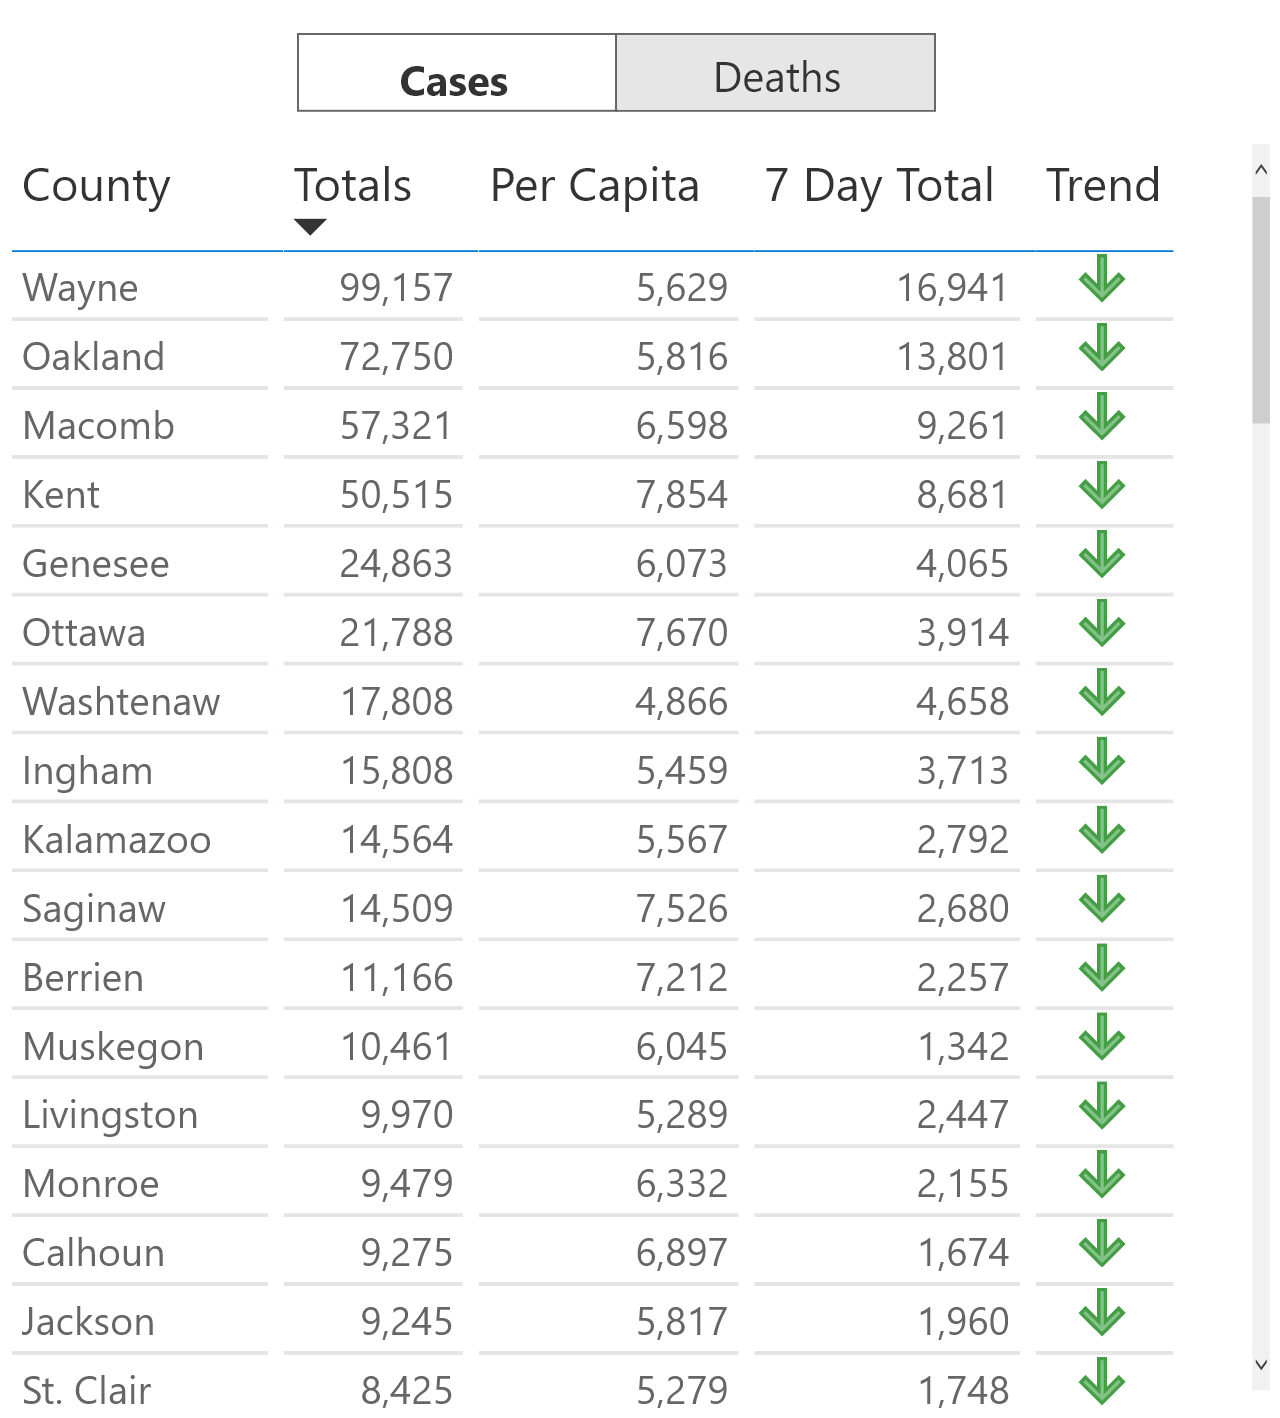 Cases Deaths
County Totals Per Capita 7 Day Total Trend
Wayne 99,157 5,629 16,941
Oakland 72,750 5,816 13,801
Macomb 57,321 6,598 9,261
Kent 50,515 7,854 8,681
Genesee 24,863 6,073 4,065
Ottawa 21,788 7,670 3,914
Washtenaw 17,808 4,866 4,658
Ingham 15,808 5,459 3,713
Kalamazoo 14,564 5,567 2,792
Saginaw 14,509 7,526 2,680
Berrien 11,166 7,212 2,257
Muskegon 10,461 6,045 1,342
Livingston 9,970 5,289 2,447
Monroe 9,479 6,332 2,155
Calhoun 9,275 6,897 1,674
Jackson 9,245 5,817 1,960
St. Clair 8,425 5,279 1,748